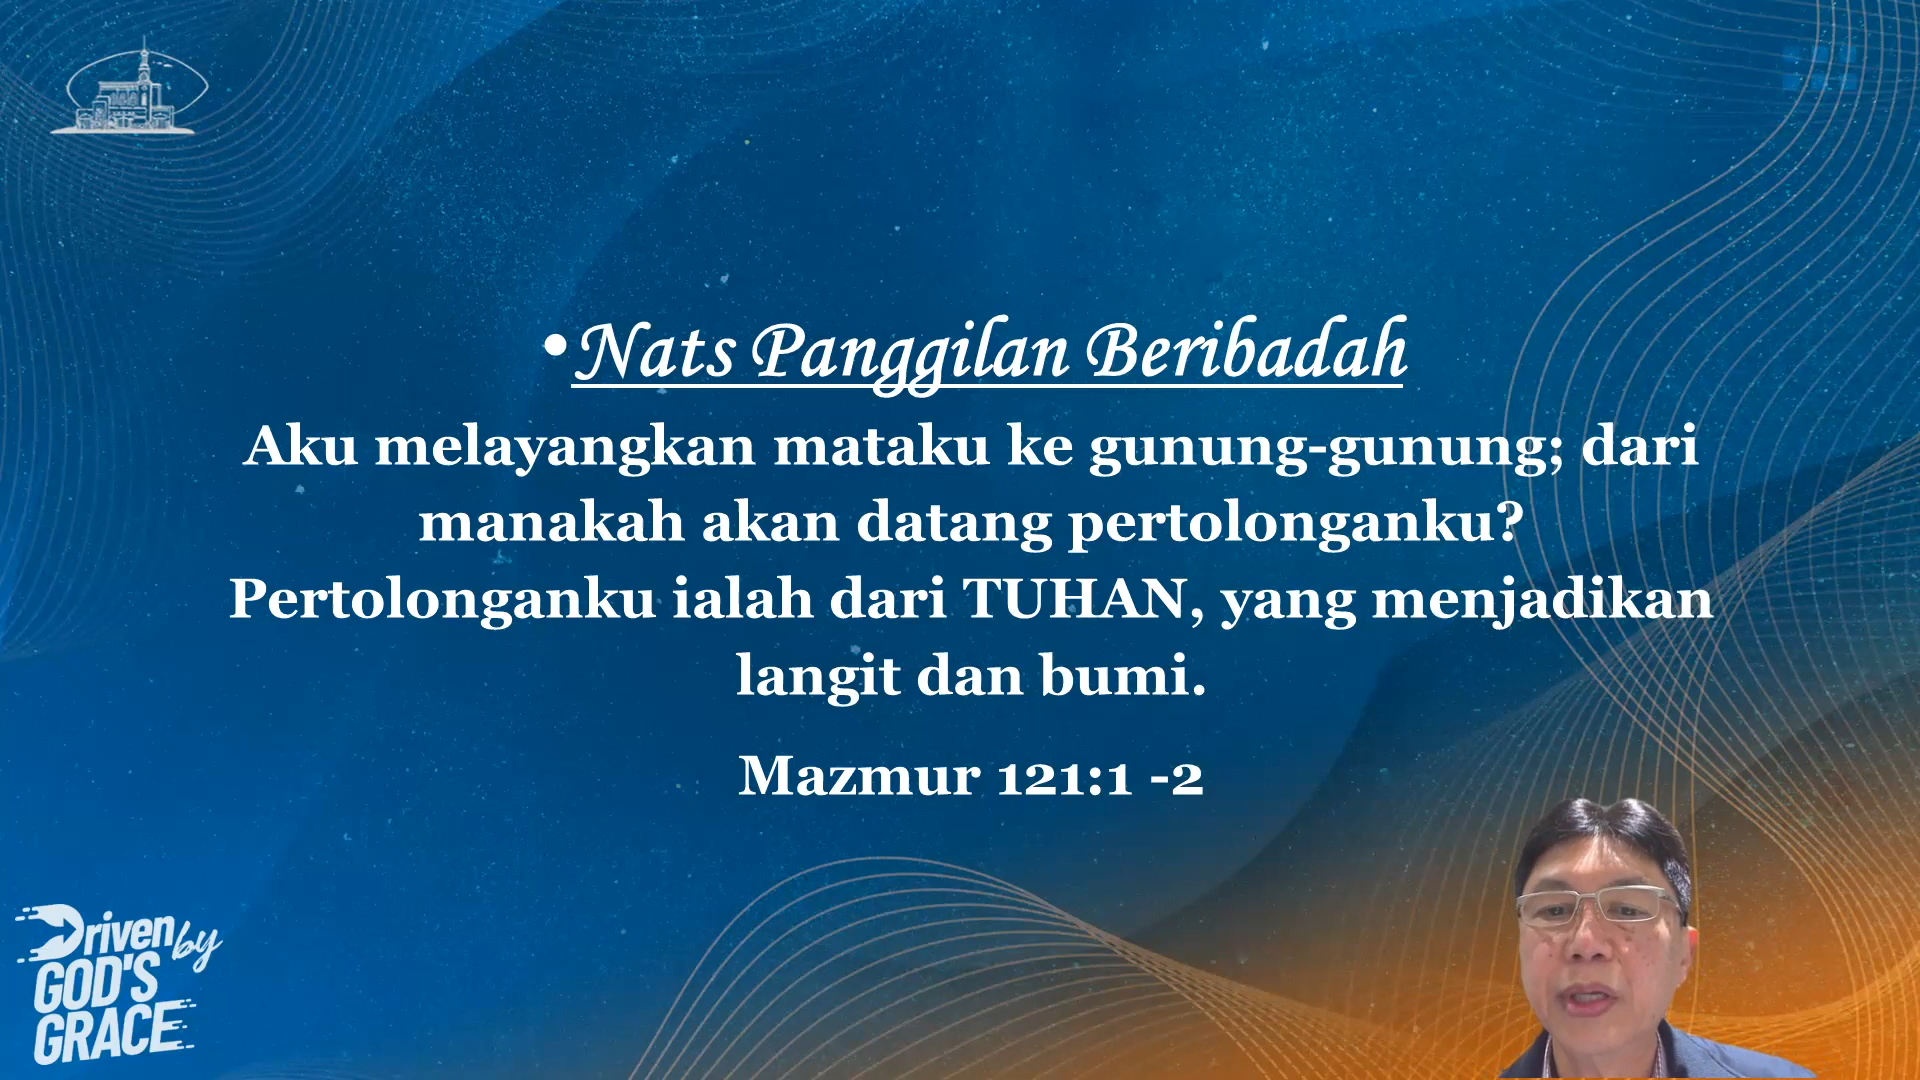 •Nats Panggilan Beribadah
Aku melayangkan mataku ke gunung-gunung; dari
manakah akan datang pertolonganku?
Pertolonganku ialah dari TUHAN, yang menjadikan
langit dan bumi.
Mazmur 121:1 -2
Driven by
GOD'S
GRACE